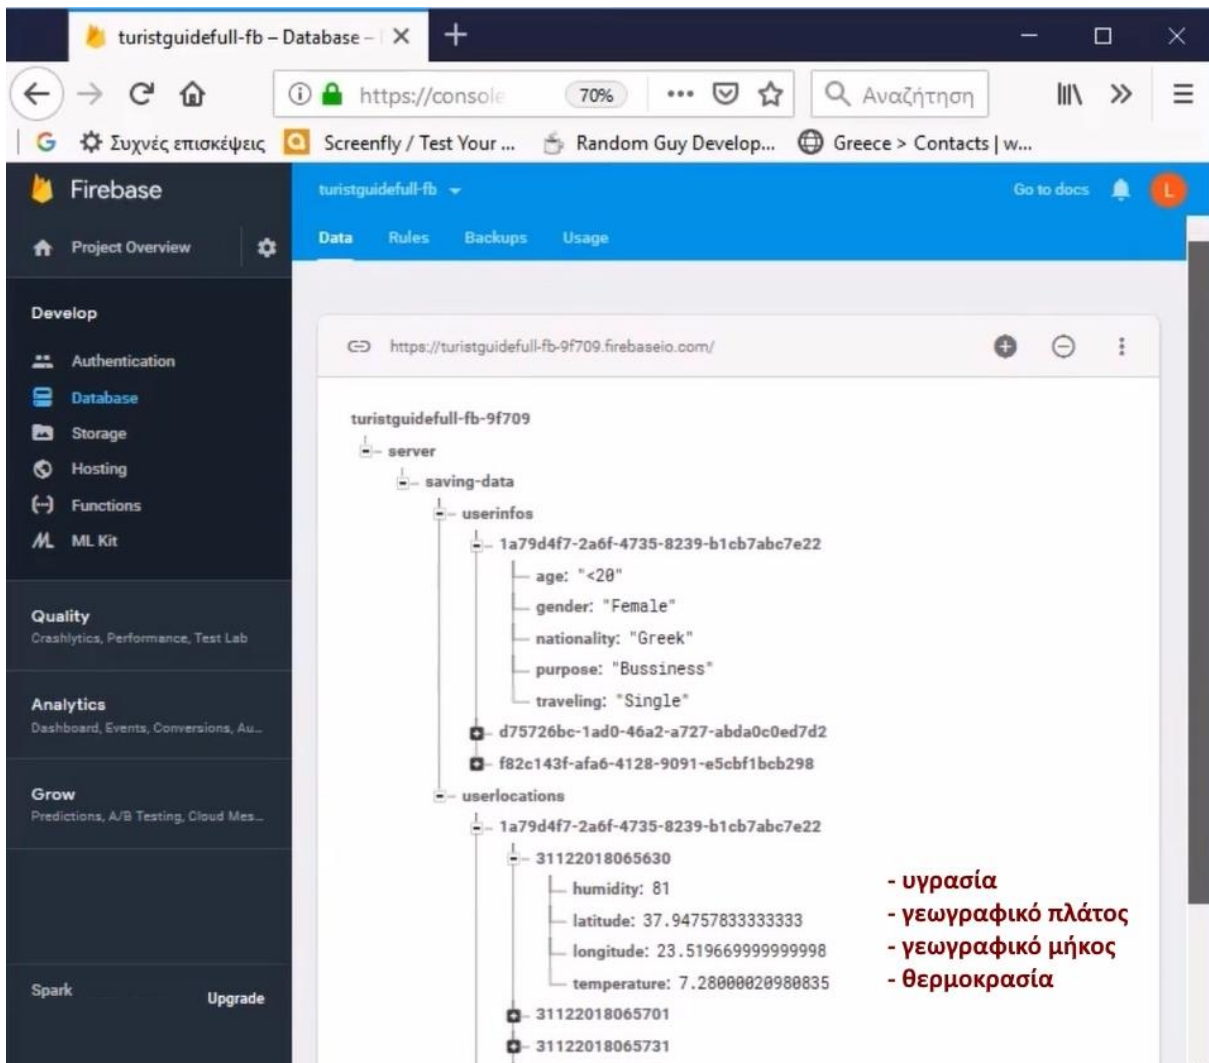 turistguidefull-fb – Database –
https://console 70% Αναζήτηση
Συχνές επισκέψεις Screenfly / Test Your ... Random Guy Develop... Greece > Contacts | w...
Firebase turistguidefull-fb Go to docs L
Project Overview Data Rules Backups Usage
Develop
https://turistguidefull-fb-9f709.firebaseio.com/
Authentication
Database
Storage
Hosting
Functions
ML Kit
Quality
Crashlytics, Performance, Test Lab
Analytics
Dashboard, Events, Conversions, Au...
Grow
Predictions, A/B Testing, Cloud Mes...
Spark Upgrade
turistguidefull-fb-9f709
server
saving-data
userinfos
1a79d4f7-2a6f-4735-8239-b1cb7abc7e22
age: "<20"
gender: "Female"
nationality: "Greek"
purpose: "Bussiness"
traveling: "Single"
d75726bc-1ad0-46a2-a727-abda0c0ed7d2
f82c143f-afa6-4128-9091-e5cbf1bcb298
userlocations
1a79d4f7-2a6f-4735-8239-b1cb7abc7e22
31122018065630
humidity: 81
latitude: 37.94757833333333
longitude: 23.519669999999998
temperature: 7.28000020980835
31122018065701
31122018065731
- υγρασία
- γεωγραφικό πλάτος
- γεωγραφικό μήκος
- θερμοκρασία